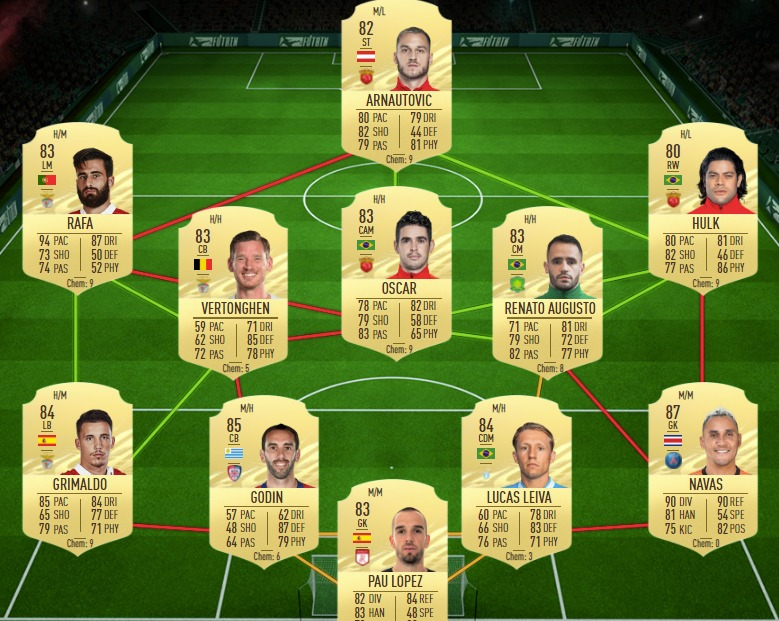 M/L
82
ST
ARNAUTOVIC
80 PAC 79 DRI
82 SHO 44 DEF
79 PAS 81 PHY
Chem: 9
H/M
83
LM
RAFA
94 PAC 87 DRI
73 SHO 50 DEF
74 PAS 52 PHY
Chem: 9
H/L
80
RW
HULK
80 PAC 81 DRI
82 SHO 46 DEF
77 PAS 86 PHY
Chem: 9
H/H
83
CB
VERTONGHEN
59 PAC 71 DRI
62 SHO 85 DEF
72 PAS 78 PHY
Chem: 5
H/H
83
CAM
OSCAR
78 PAC 82 DRI
79 SHO 58 DEF
83 PAS 65 PHY
Chem: 9
H/H
83
CM
RENATO AUGUSTO
71 PAC 81 DRI
79 SHO 72 DEF
82 PAS 77 PHY
Chem: 8
H/M
84
LB
GRIMALDO
85 PAC 84 DRI
65 SHO 77 DEF
79 PAS 71 PHY
Chem: 9
M/H
85
CB
GODIN
57 PAC 62 DRI
48 SHO 87 DEF
64 PAS 79 PHY
Chem: 6
M/M
83
GK
PAU LOPEZ
82 DIV 84 REF
83 HAN 48 SPE
M/H
84
CDM
LUCAS LEIVA
60 PAC 78 DRI
66 SHO 83 DEF
76 PAS 71 PHY
Chem: 3
M/M
87
GK
NAVAS
90 DIV 90 REF
81 HAN 54 SPE
75 KIC 82 POS
Chem: 0